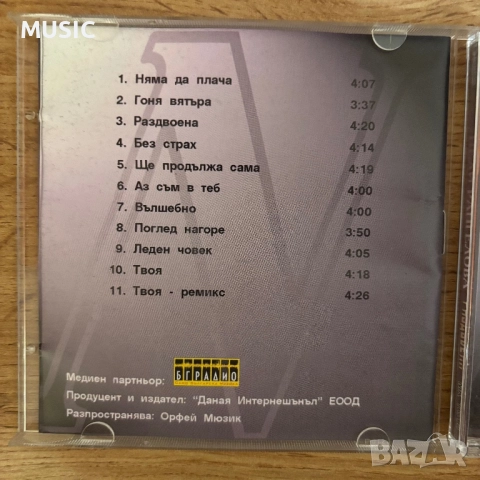 MUSIC
1. Няма да плача 4:07
2. Гоня вятъра 3:37
3. Раздвоена 4:20
4. Без страх 4:14
5. Ще продължа сама 4:19
6. Аз съм в теб 4:00
7. Вълшебно 4:00
8. Поглед нагоре 3:50
9. Леден човек 4:05
10. Твоя 4:18
11. Твоя - ремикс 4:26
Медиен партньор: БГ РАДИО
Продуцент и издател: "Даная Интернешънъл" ЕООД
Разпространява: Орфей Мюзик
BAZAR